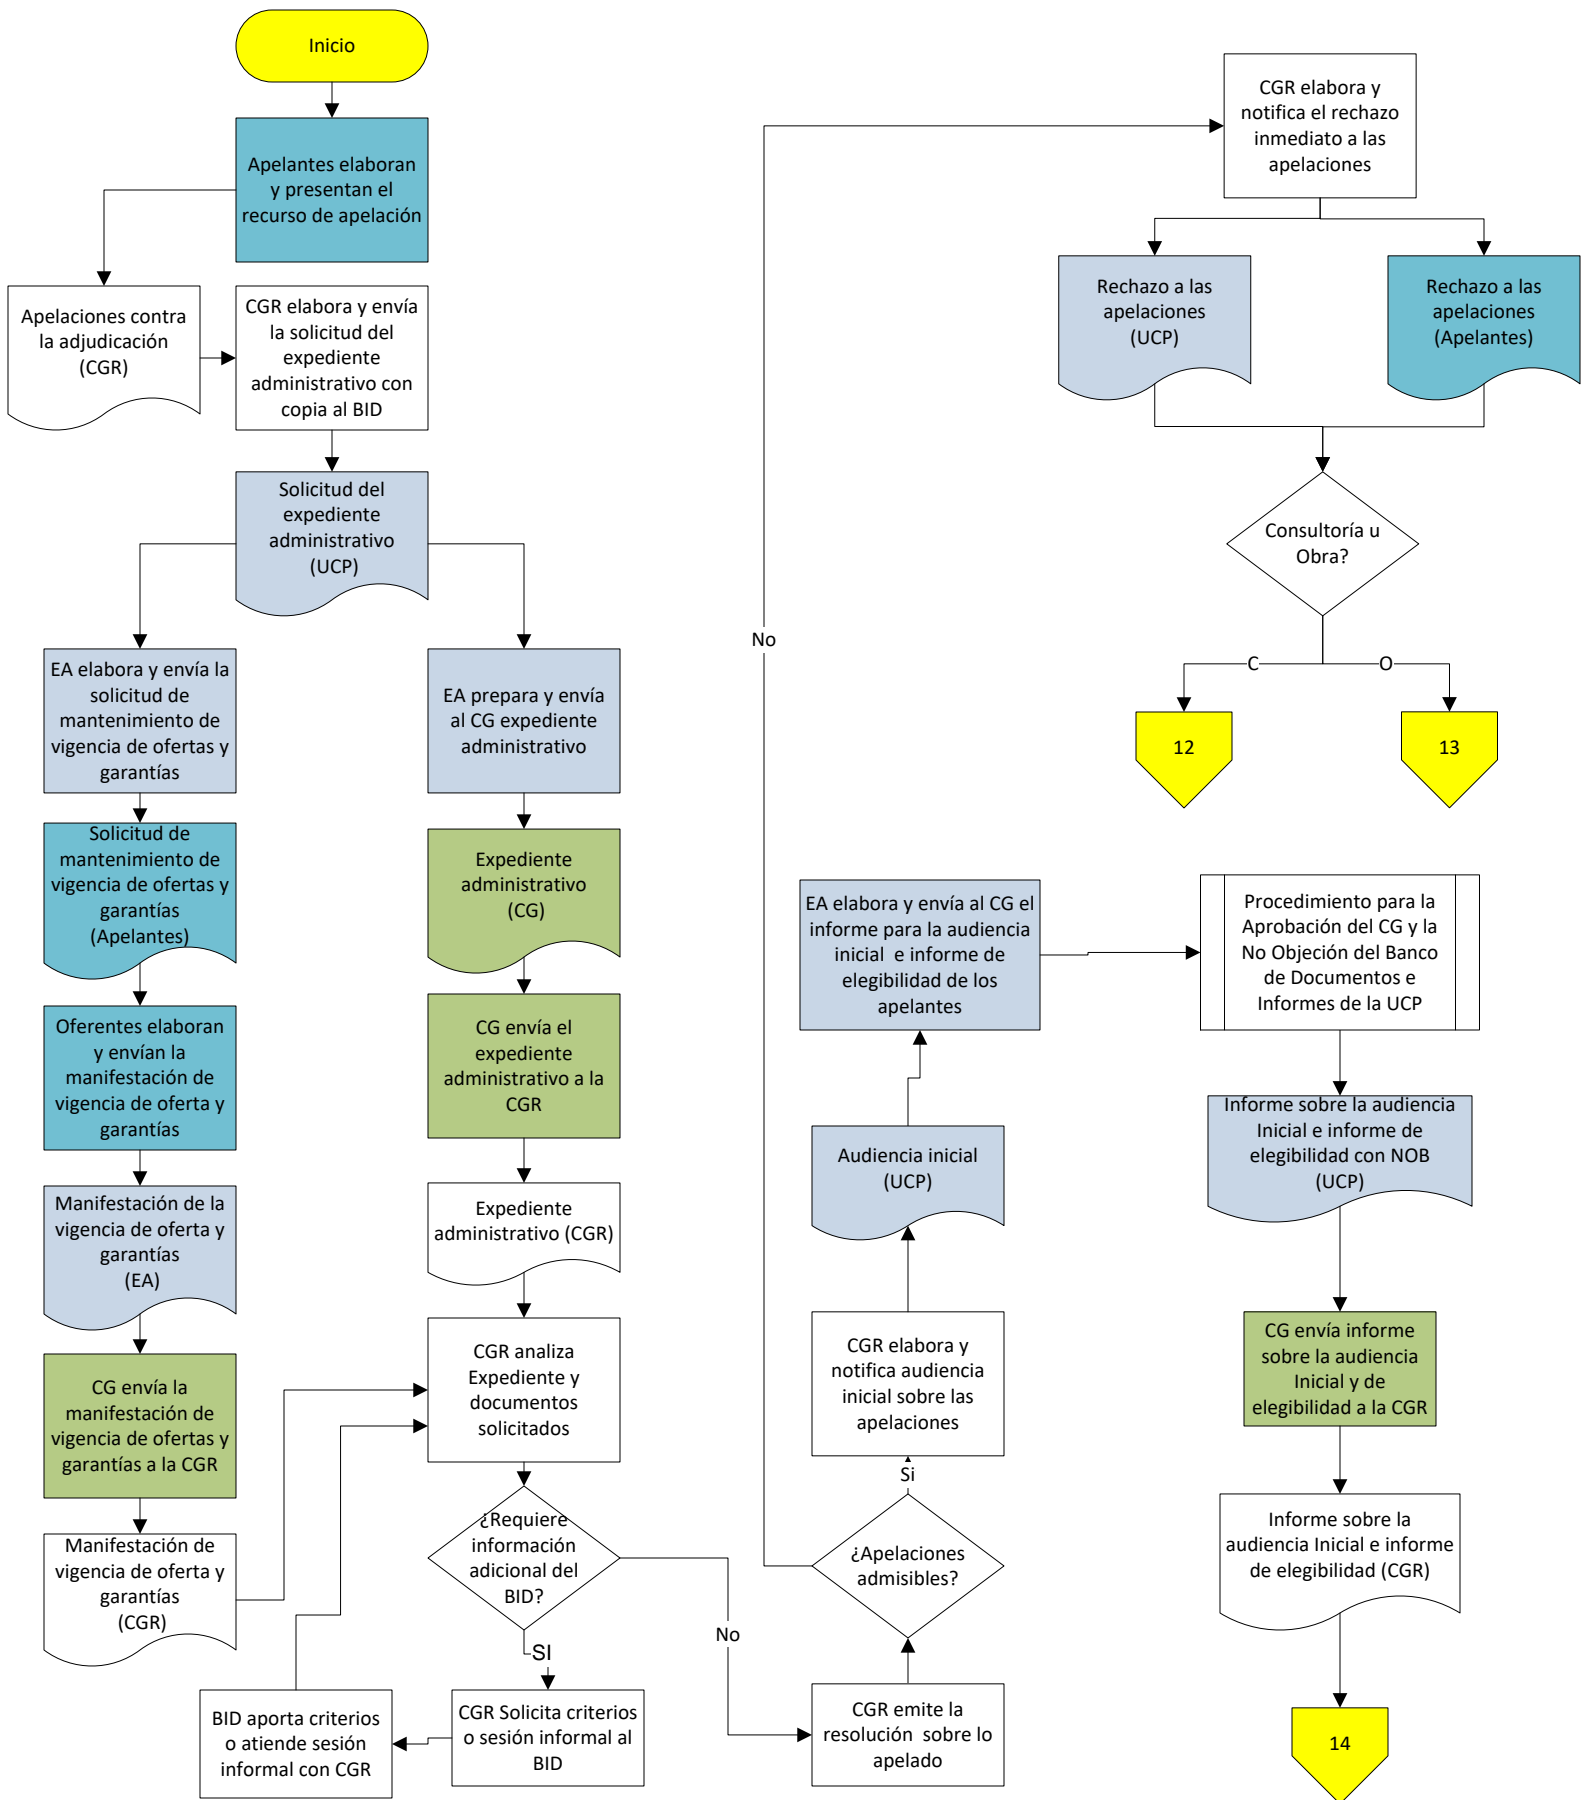 Inicio
Apelantes elaboran
y presentan el
recurso de apelación
Apelaciones contra
la adjudicación
(CGR)
CGR elabora y envía
la solicitud del
expediente
administrativo con
copia al BID
Solicitud del
expediente
administrativo
(UCP)
EA elabora y envía la
solicitud de
mantenimiento de
vigencia de ofertas y
garantías
EA prepara y envía
al CG expediente
administrativo
Solicitud de
mantenimiento de
vigencia de ofertas y
garantías
(Apelantes)
Expediente
administrativo
(CG)
Oferentes elaboran
y envían la
manifestación de
vigencia de oferta y
garantías
CG envía el
expediente
administrativo a la
CGR
Manifestación de la
vigencia de oferta y
garantías
(EA)
Expediente
administrativo (CGR)
CG envía la
manifestación de
vigencia de ofertas y
garantías a la CGR
CGR analiza
Expediente y
documentos
solicitados
Manifestación de
vigencia de oferta y
garantías
(CGR)
¿Requiere
información
adicional del
BID?
SI
No
BID aporta criterios
o atiende sesión
informal con CGR
CGR Solicita criterios
o sesión informal al
BID
CGR emite la
resolución sobre lo
apelado
¿Apelaciones
admisibles?
Si
No
CGR elabora y
notifica audiencia
inicial sobre las
apelaciones
Audiencia inicial
(UCP)
EA elabora y envía al CG el
informe para la audiencia
inicial e informe de
elegibilidad de los
apelantes
CGR elabora y
notifica el rechazo
inmediato a las
apelaciones
Rechazo a las
apelaciones
(UCP)
Rechazo a las
apelaciones
(Apelantes)
Consultoría u
Obra?
C
O
12
13
Procedimiento para la
Aprobación del CG y la
No Objeción del Banco
de Documentos e
Informes de la UCP
Informe sobre la audiencia
Inicial e informe de
elegibilidad con NOB
(UCP)
CG envía informe
sobre la audiencia
Inicial y de
elegibilidad a la CGR
Informe sobre la
audiencia Inicial e informe
de elegibilidad (CGR)
14